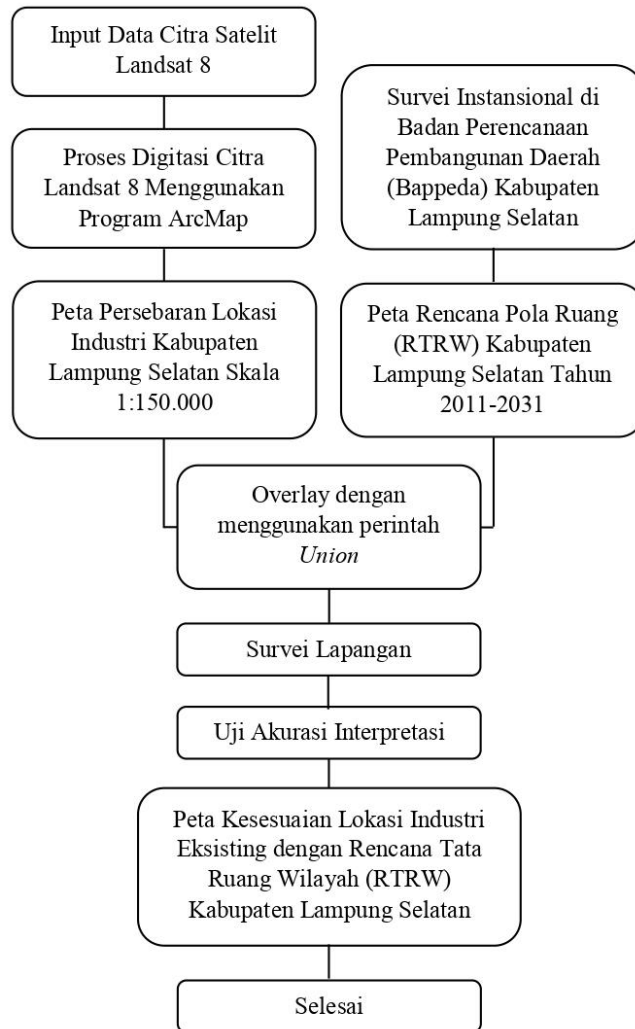 Input Data Citra Satelit
Landsat 8
Proses Digitasi Citra
Landsat 8 Menggunakan
Program ArcMap
Peta Persebaran Lokasi
Industri Kabupaten
Lampung Selatan Skala
1:150.000
Survei Instansional di
Badan Perencanaan
Pembangunan Daerah
(Bappeda) Kabupaten
Lampung Selatan
Peta Rencana Pola Ruang
(RTRW) Kabupaten
Lampung Selatan Tahun
2011-2031
Overlay dengan
menggunakan perintah
Union
Survei Lapangan
Uji Akurasi Interpretasi
Peta Kesesuaian Lokasi Industri
Eksisting dengan Rencana Tata
Ruang Wilayah (RTRW)
Kabupaten Lampung Selatan
Selesai